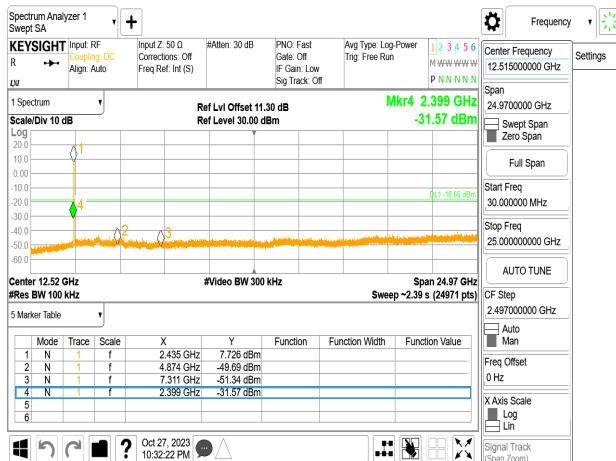 Spectrum Analyzer 1
Swept SA
Frequency
KEYSIGHT
R
Input: RF
Coupling: DC
Align: Auto
Input Z: 50 Ω
Corrections: Off
Freq Ref: Int (S)
#Atten: 30 dB
PNO: Fast
Gate: Off
IF Gain: Low
Sig Track: Off
Avg Type: Log-Power
Trig: Free Run
1 2 3 4 5 6
M W W W W W
P N N N N N
LXI
1 Spectrum
Scale/Div 10 dB
Ref Lvl Offset 11.30 dB
Ref Level 30.00 dBm
Mkr4 2.399 GHz
-31.57 dBm
Log
20.0
10.0
0.00
-10.0
-20.0
-30.0
-40.0
-50.0
-60.0
1
4
2
3
DL1 -18.66 dBm
Center 12.52 GHz
#Res BW 100 kHz
#Video BW 300 kHz
Span 24.97 GHz
Sweep ~2.39 s (24971 pts)
5 Marker Table
Mode Trace Scale X Y Function Function Width Function Value
1 N 1 f 2.435 GHz 7.726 dBm
2 N 1 f 4.874 GHz -49.69 dBm
3 N 1 f 7.311 GHz -51.34 dBm
4 N 1 f 2.399 GHz -31.57 dBm
5
6
?
Oct 27, 2023
10:32:22 PM
Center Frequency
12.515000000 GHz
Settings
Span
24.9700000 GHz
Swept Span
Zero Span
Full Span
Start Freq
30.000000 MHz
Stop Freq
25.000000000 GHz
AUTO TUNE
CF Step
2.497000000 GHz
Auto
Man
Freq Offset
0 Hz
X Axis Scale
Log
Lin
Signal Track
(Span Zoom)